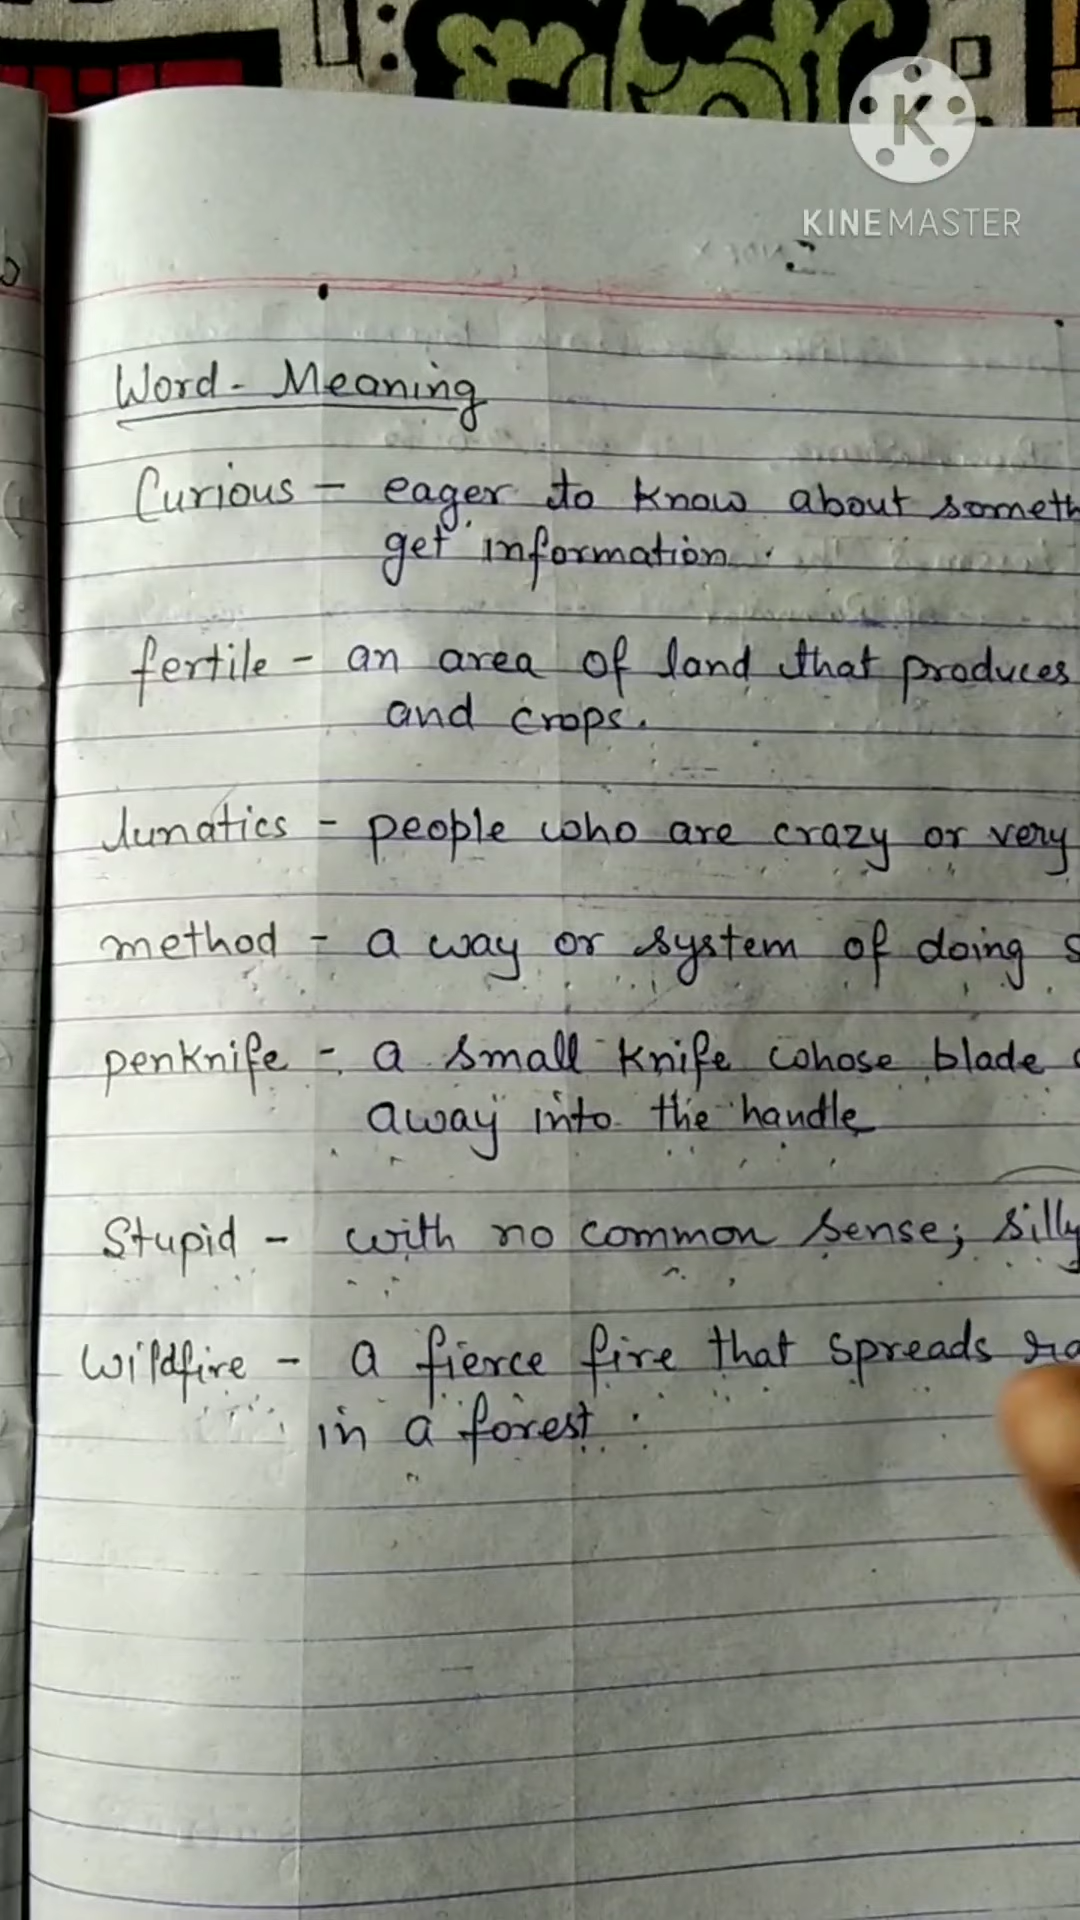 KINEMASTER
Word - Meaning
Curious - eager to know about someth
get information.
fertile - an area of land that produces
and crops.
lunatics - people who are crazy or very
method - a way or system of doing s
penknife - a small knife whose blade
away into the handle
Stupid - with no common sense; silly
Wildfire - a fierce fire that spreads ra
in a forest.